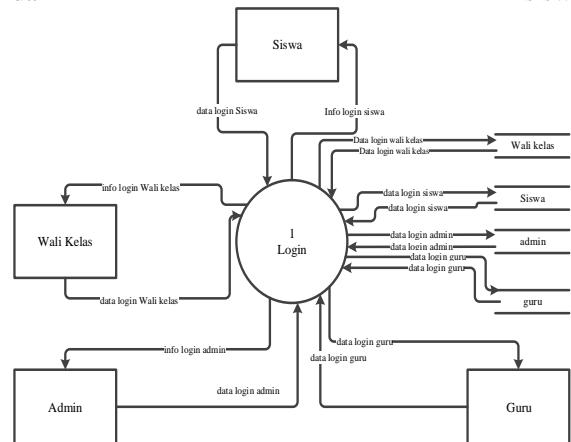 Siswa
data login Siswa
Info login siswa
Data login wali kelas
Data login wali kelas
Wali kelas
info login Wali kelas
data login siswa
data login siswa
Siswa
Wali Kelas
1
Login
data login admin
data login admin
admin
data login guru
data login guru
guru
data login Wali kelas
info login admin
data login guru
data login guru
data login admin
Admin
Guru